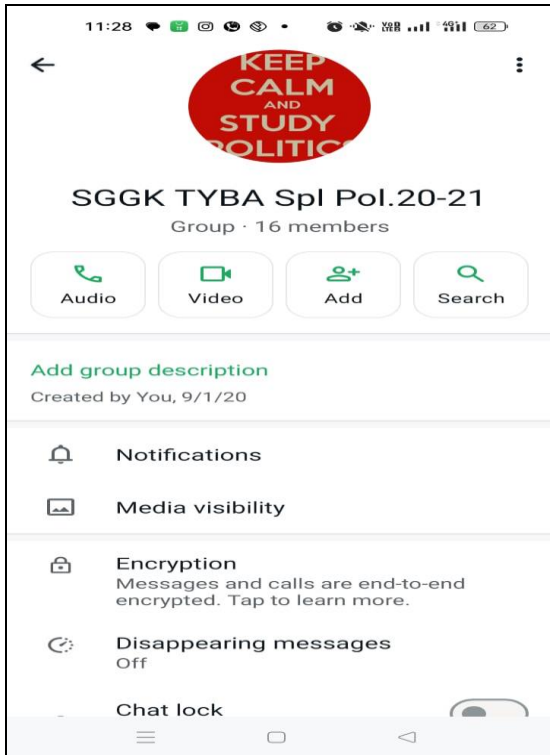 11:28
62
KEEP
CALM
AND
STUDY
POLITICS
SGGK TYBA Spl Pol.20-21
Group · 16 members
Audio Video Add Search
Add group description
Created by You, 9/1/20
Notifications
Media visibility
Encryption
Messages and calls are end-to-end
encrypted. Tap to learn more.
Disappearing messages
Off
Chat lock